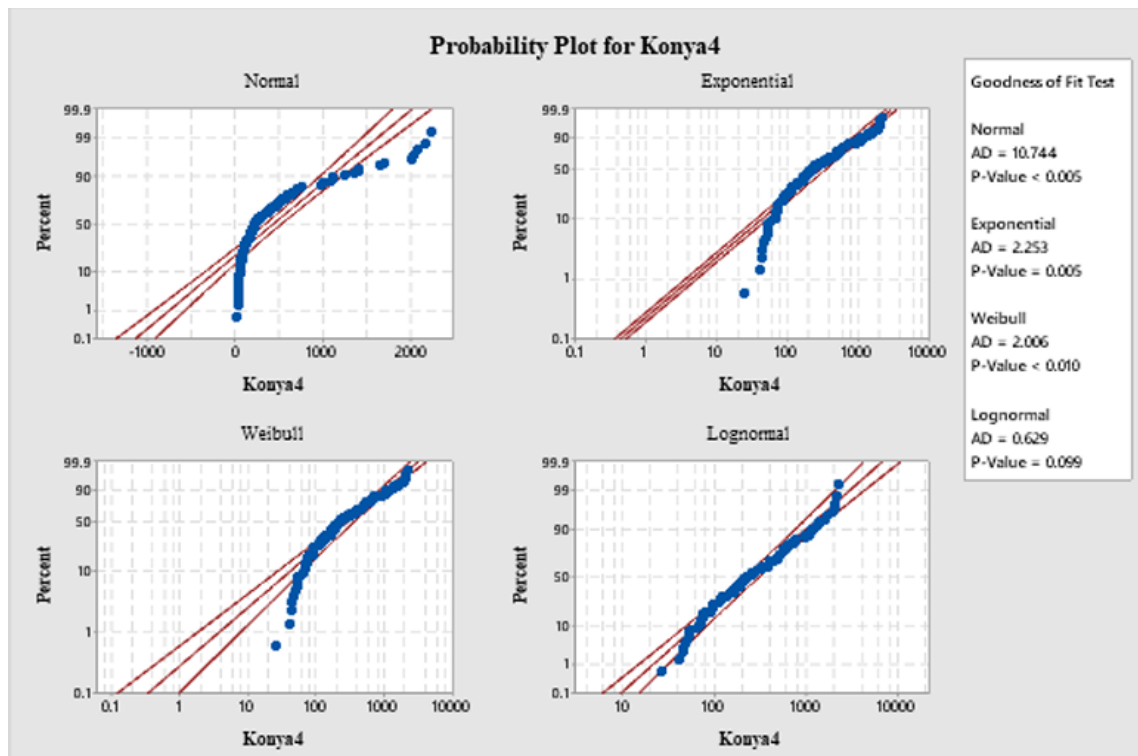 Probability Plot for Konya4
Normal
99.9
99
90
50
10
1
0.1
-1000 0 1000 2000
Percent
Konya4
Exponential
99.9
90
50
10
1
0.1
0.1 1 10 100 1000 10000
Percent
Konya4
Weibull
99.9
90
50
10
1
0.1
0.1 1 10 100 1000 10000
Percent
Konya4
Lognormal
99.9
99
90
50
10
1
0.1
10 100 1000 10000
Percent
Konya4
Goodness of Fit Test
Normal
AD = 10.744
P-Value < 0.005
Exponential
AD = 2.253
P-Value = 0.005
Weibull
AD = 2.006
P-Value < 0.010
Lognormal
AD = 0.629
P-Value = 0.099